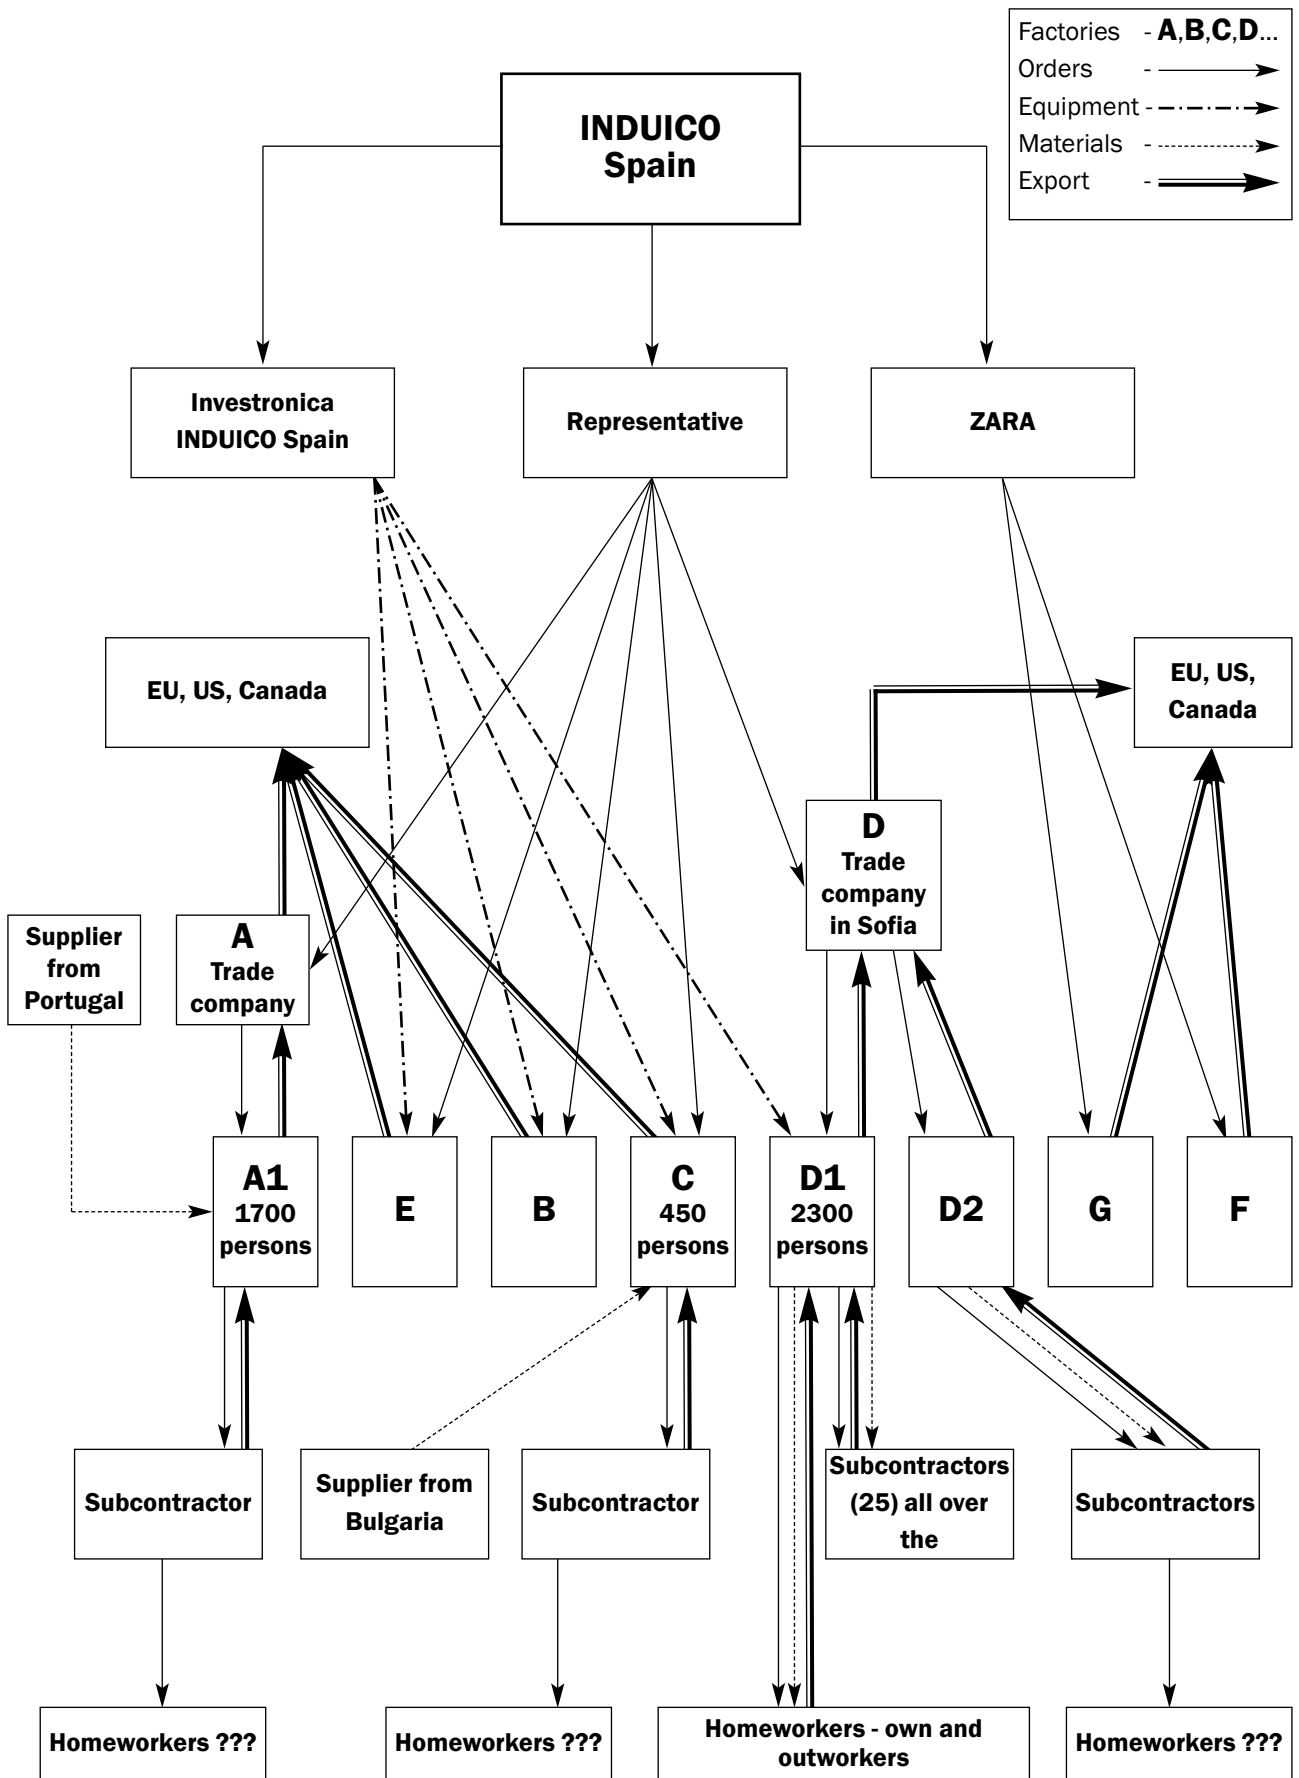 Factories - A,B,C,D...
Orders -
Equipment -
Materials -
Export -
INDUICO
Spain
Investronica
INDUICO Spain
Representative
ZARA
EU, US, Canada
EU, US,
Canada
D
Trade
company
in Sofia
Supplier
from
Portugal
A
Trade
company
A1
1700
persons
E
B
C
450
persons
D1
2300
persons
D2
G
F
Subcontractor
Supplier from
Bulgaria
Subcontractor
Subcontractors
(25) all over
the
Subcontractors
Homeworkers ???
Homeworkers ???
Homeworkers - own and
outworkers
Homeworkers ???